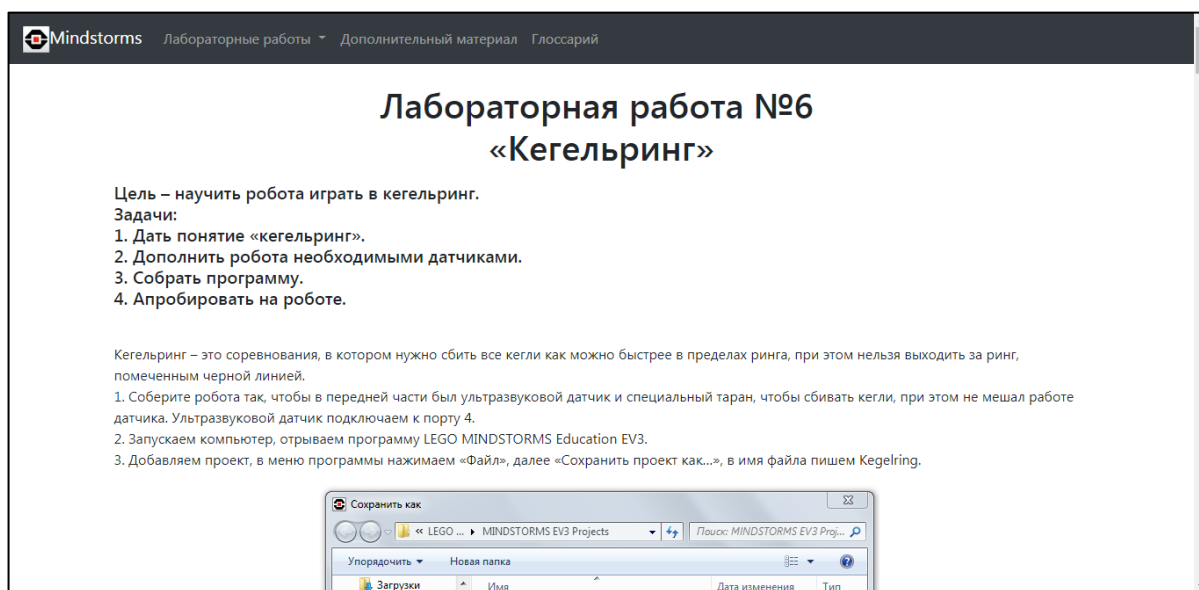 Mindstorms Лабораторные работы Дополнительный материал Глоссарий
Лабораторная работа №6
«Кегельринг»
Цель – научить робота играть в кегельринг.
Задачи:
1. Дать понятие «кегельринг».
2. Дополнить робота необходимыми датчиками.
3. Собрать программу.
4. Апробировать на роботе.
Кегельринг – это соревнования, в котором нужно сбить все кегли как можно быстрее в пределах ринга, при этом нельзя выходить за ринг,
помеченным черной линией.
1. Соберите робота так, чтобы в передней части был ультразвуковой датчик и специальный таран, чтобы сбивать кегли, при этом не мешал работе
датчика. Ультразвуковой датчик подключаем к порту 4.
2. Запускаем компьютер, отрываем программу LEGO MINDSTORMS Education EV3.
3. Добавляем проект, в меню программы нажимаем «Файл», далее «Сохранить проект как...», в имя файла пишем Kegelring.
Сохранить как
« LEGO ... MINDSTORMS EV3 Projects Поиск: MINDSTORMS EV3 Proj...
Упорядочить Новая папка
Загрузки Имя Дата изменения Тип